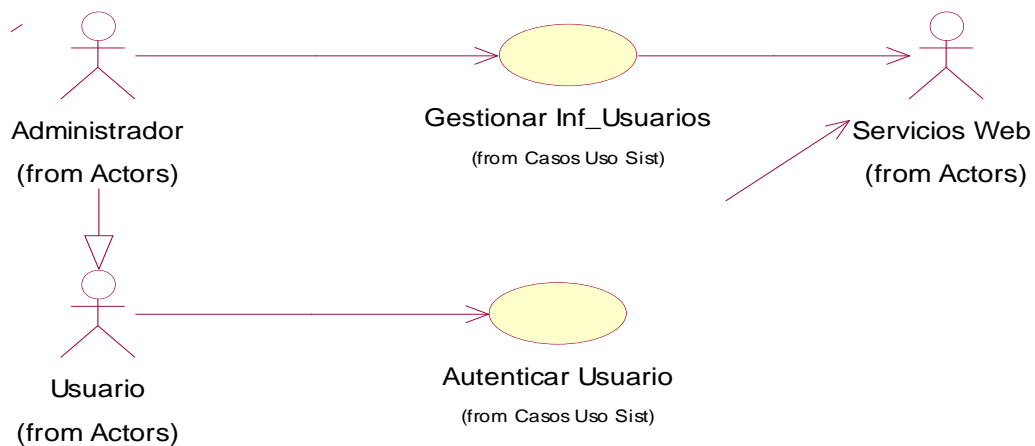 Administrador
(from Actors)
Gestionar Inf_Usuarios
(from Casos Uso Sist)
Servicios Web
(from Actors)
Usuario
(from Actors)
Autenticar Usuario
(from Casos Uso Sist)